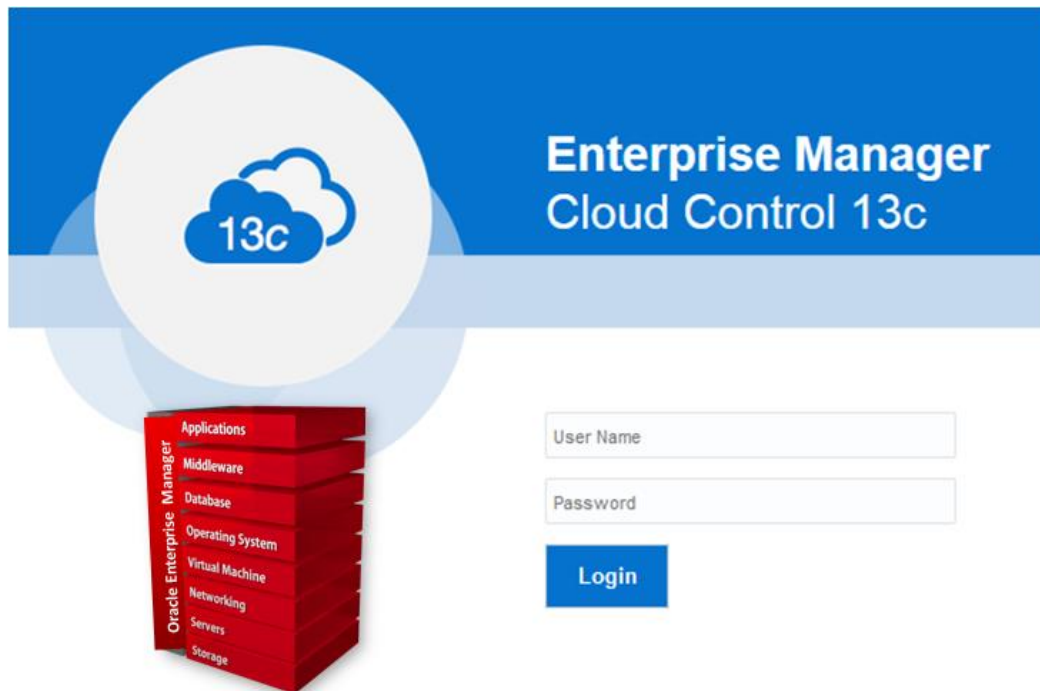 13c
Enterprise Manager
Cloud Control 13c
Oracle Enterprise Manager
Applications
Middleware
Database
Operating System
Virtual Machine
Networking
Servers
Storage
User Name
Password
Login